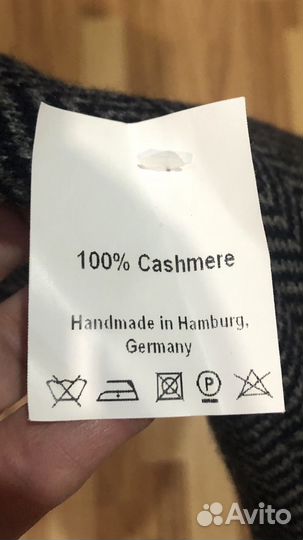 100% Cashmere
Handmade in Hamburg,
Germany
P
Avito